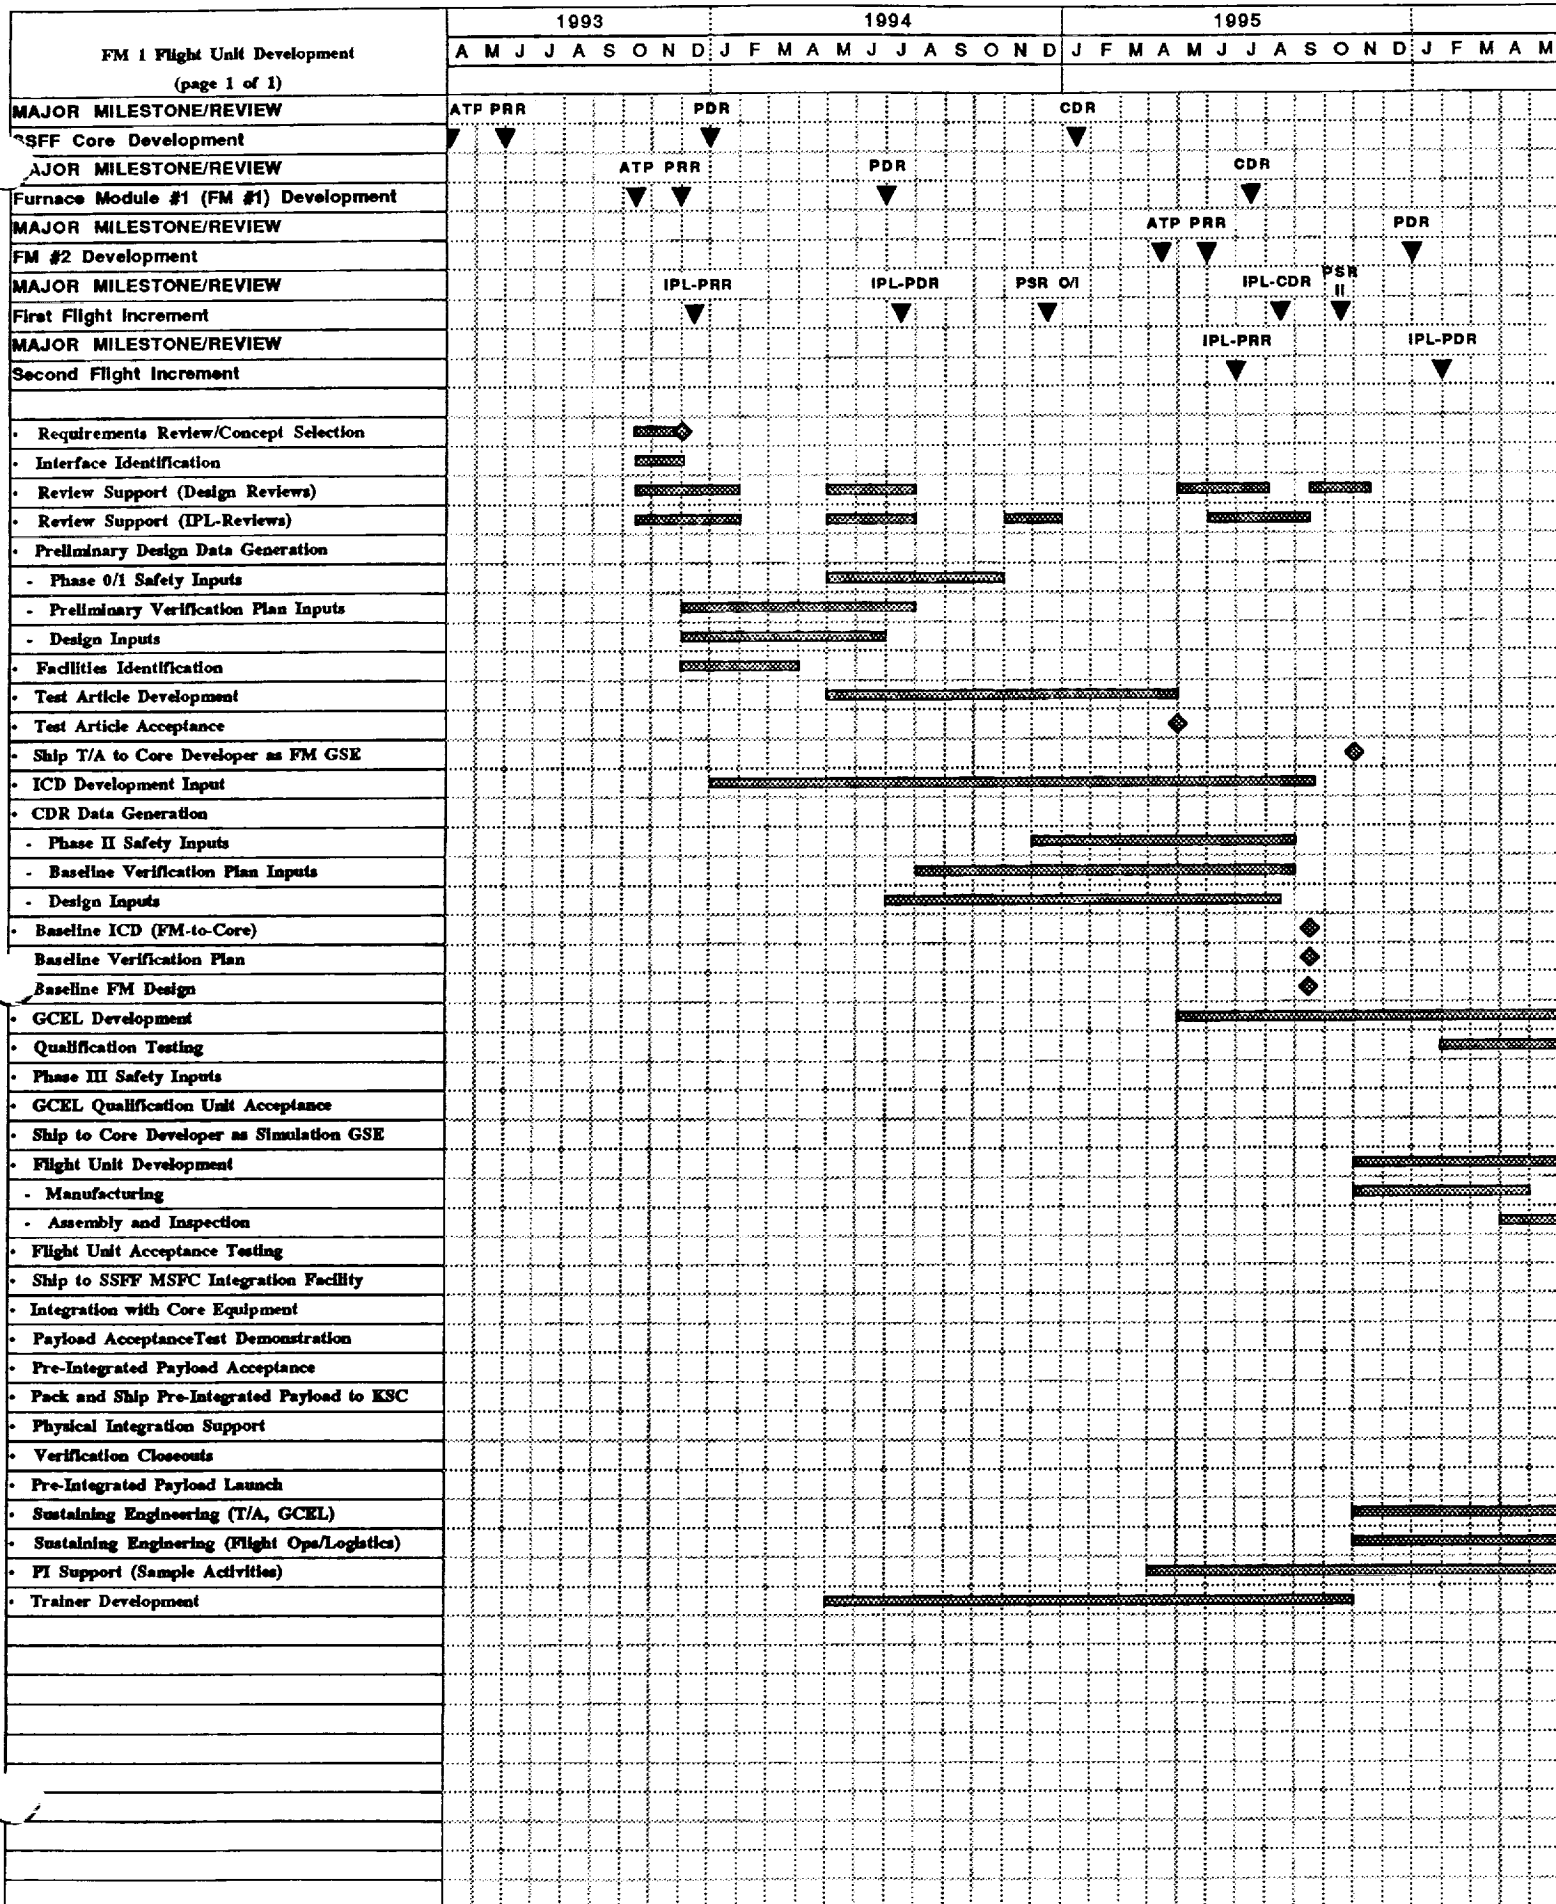 1993 1994 1995
FM 1 Flight Unit Development
A M J J A S O N D J F M A M J J A S O N D J F M A M J J A S O N D J F M A M
(page 1 of 1)
MAJOR MILESTONE/REVIEW ATP PRR PDR CDR
SSFF Core Development
AJOR MILESTONE/REVIEW ATP PRR PDR CDR
Furnace Module #1 (FM #1) Development
MAJOR MILESTONE/REVIEW ATP PRR PDR
FM #2 Development
MAJOR MILESTONE/REVIEW IPL-PRR IPL-PDR PSR O/I IPL-CDR PSR II
First Flight Increment
MAJOR MILESTONE/REVIEW IPL-PRR IPL-PDR
Second Flight Increment
• Requirements Review/Concept Selection
• Interface Identification
• Review Support (Design Reviews)
• Review Support (IPL-Reviews)
• Preliminary Design Data Generation
- Phase 0/1 Safety Inputs
- Preliminary Verification Plan Inputs
- Design Inputs
• Facilities Identification
• Test Article Development
• Test Article Acceptance
• Ship T/A to Core Developer as FM GSE
• ICD Development Input
• CDR Data Generation
- Phase II Safety Inputs
- Baseline Verification Plan Inputs
- Design Inputs
• Baseline ICD (FM-to-Core)
Baseline Verification Plan
Baseline FM Design
• GCEL Development
• Qualification Testing
• Phase III Safety Inputs
• GCEL Qualification Unit Acceptance
• Ship to Core Developer as Simulation GSE
• Flight Unit Development
- Manufacturing
- Assembly and Inspection
• Flight Unit Acceptance Testing
• Ship to SSFF MSFC Integration Facility
• Integration with Core Equipment
• Payload AcceptanceTest Demonstration
• Pre-Integrated Payload Acceptance
• Pack and Ship Pre-Integrated Payload to KSC
• Physical Integration Support
• Verification Closeouts
• Pre-Integrated Payload Launch
• Sustaining Engineering (T/A, GCEL)
• Sustaining Enginering (Flight Ops/Logistics)
• PI Support (Sample Activities)
• Trainer Development